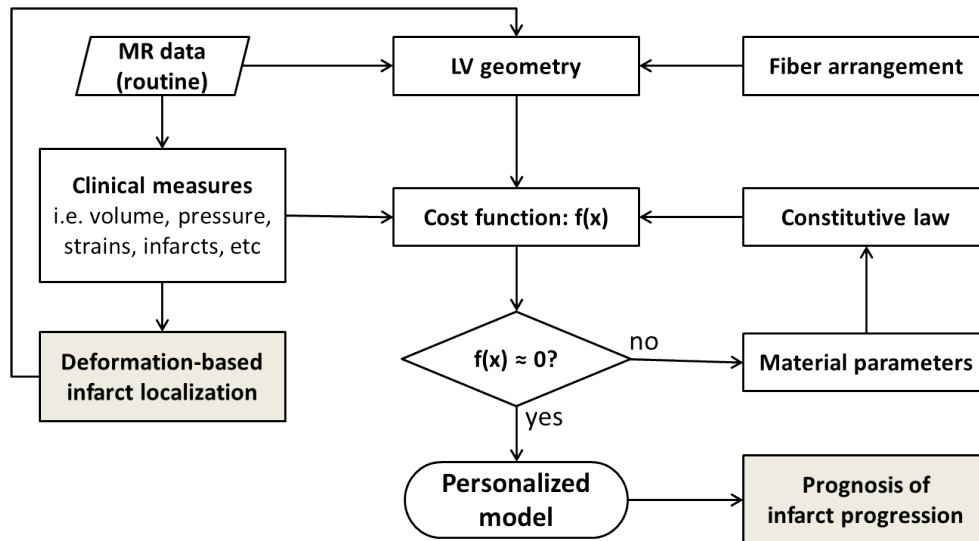 MR data
(routine)
LV geometry
Fiber arrangement
Clinical measures
i.e. volume, pressure,
strains, infarcts, etc
Cost function: f(x)
Constitutive law
Deformation-based
infarct localization
f(x) ≈ 0?
no
Material parameters
yes
Personalized
model
Prognosis of
infarct progression